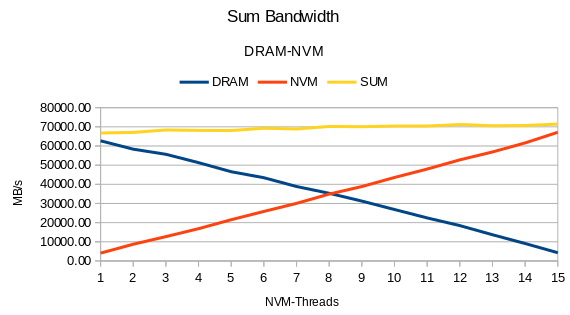 Sum Bandwidth
DRAM-NVM
DRAM NVM SUM
80000.00
70000.00
60000.00
50000.00
40000.00
30000.00
20000.00
10000.00
0.00
MB/s
1 2 3 4 5 6 7 8 9 10 11 12 13 14 15
NVM-Threads